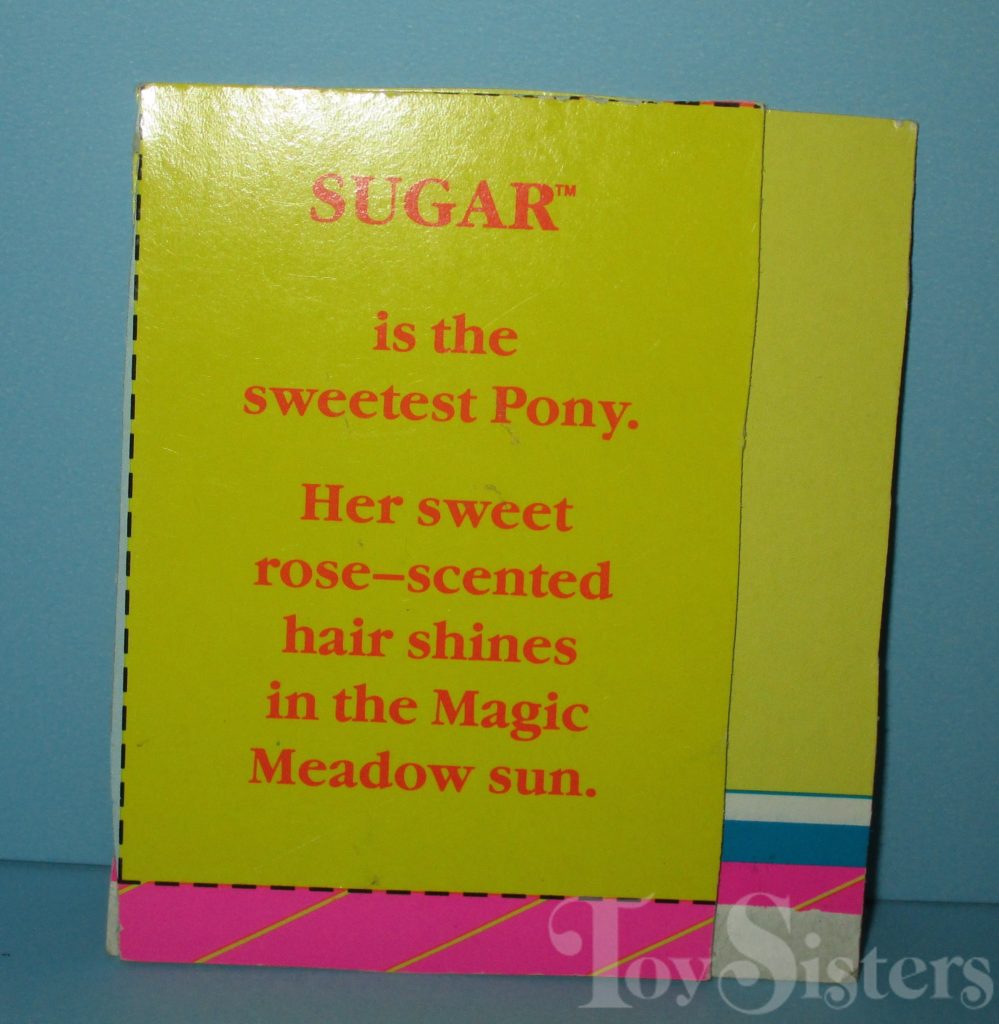 SUGAR™
is the
sweetest Pony.
Her sweet
rose–scented
hair shines
in the Magic
Meadow sun.
ToySisters